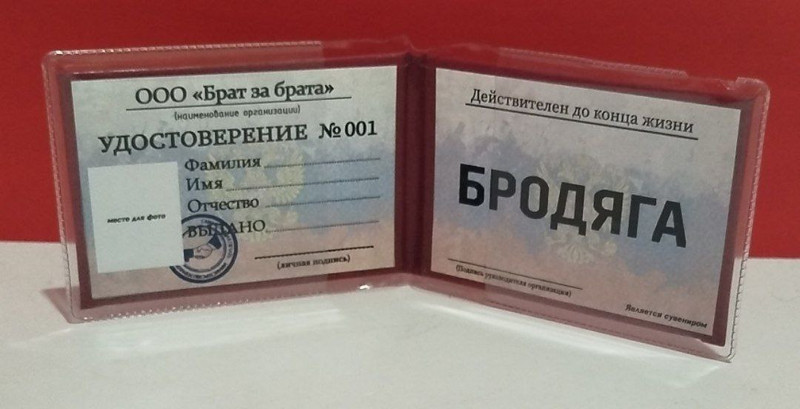 ООО «Брат за брата»
(наименование организации)
УДОСТОВЕРЕНИЕ №001
Фамилия
Имя
Отчество
ВЫДАНО
место для фото
(личная подпись)
Действителен до конца жизни
БРОДЯГА
(Подпись руководителя организации)
Является сувениром